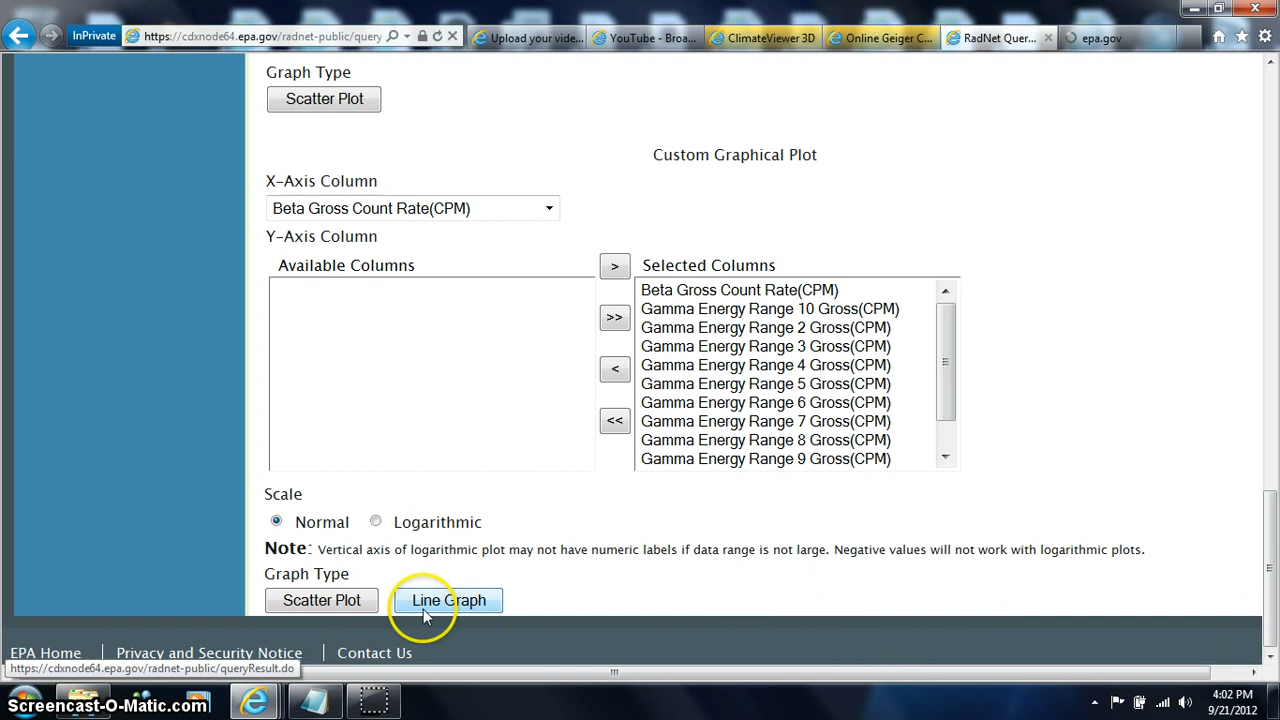 InPrivate
https://cdxnode64.epa.gov/radnet-public/query
Upload your vide...
YouTube - Broa...
ClimateViewer 3D
Online Geiger C...
RadNet Quer...
epa.gov
Graph Type
Scatter Plot
Custom Graphical Plot
X-Axis Column
Beta Gross Count Rate(CPM)
Y-Axis Column
Available Columns
>
Selected Columns
>>
<
<<
Beta Gross Count Rate(CPM)
Gamma Energy Range 10 Gross(CPM)
Gamma Energy Range 2 Gross(CPM)
Gamma Energy Range 3 Gross(CPM)
Gamma Energy Range 4 Gross(CPM)
Gamma Energy Range 5 Gross(CPM)
Gamma Energy Range 6 Gross(CPM)
Gamma Energy Range 7 Gross(CPM)
Gamma Energy Range 8 Gross(CPM)
Gamma Energy Range 9 Gross(CPM)
Scale
Normal
Logarithmic
Note: Vertical axis of logarithmic plot may not have numeric labels if data range is not large. Negative values will not work with logarithmic plots.
Graph Type
Scatter Plot
Line Graph
EPA Home | Privacy and Security Notice | Contact Us
https://cdxnode64.epa.gov/radnet-public/queryResult.do
Screencast-O-Matic.com
4:02 PM
9/21/2012